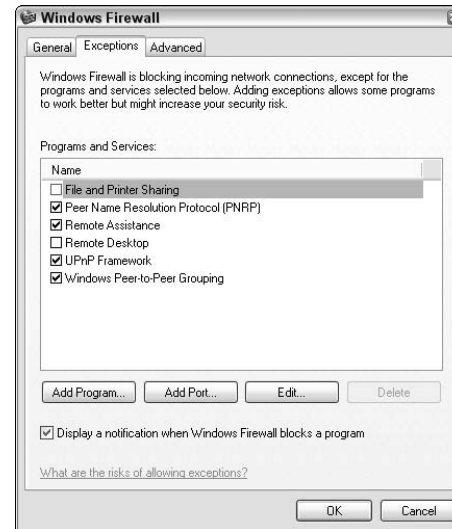 Windows Firewall
General Exceptions Advanced
Windows Firewall is blocking incoming network connections, except for the
programs and services selected below. Adding exceptions allows some programs
to work better but might increase your security risk.
Programs and Services:
Name
File and Printer Sharing
Peer Name Resolution Protocol (PNRP)
Remote Assistance
Remote Desktop
UPnP Framework
Windows Peer-to-Peer Grouping
Add Program... Add Port... Edit... Delete
Display a notification when Windows Firewall blocks a program
What are the risks of allowing exceptions?
OK Cancel